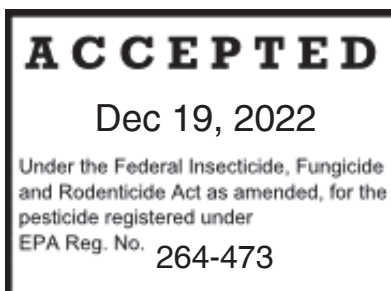 ACCEPTED
Dec 19, 2022
Under the Federal Insecticide, Fungicide
and Rodenticide Act as amended, for the
pesticide registered under
EPA Reg. No. 264-473